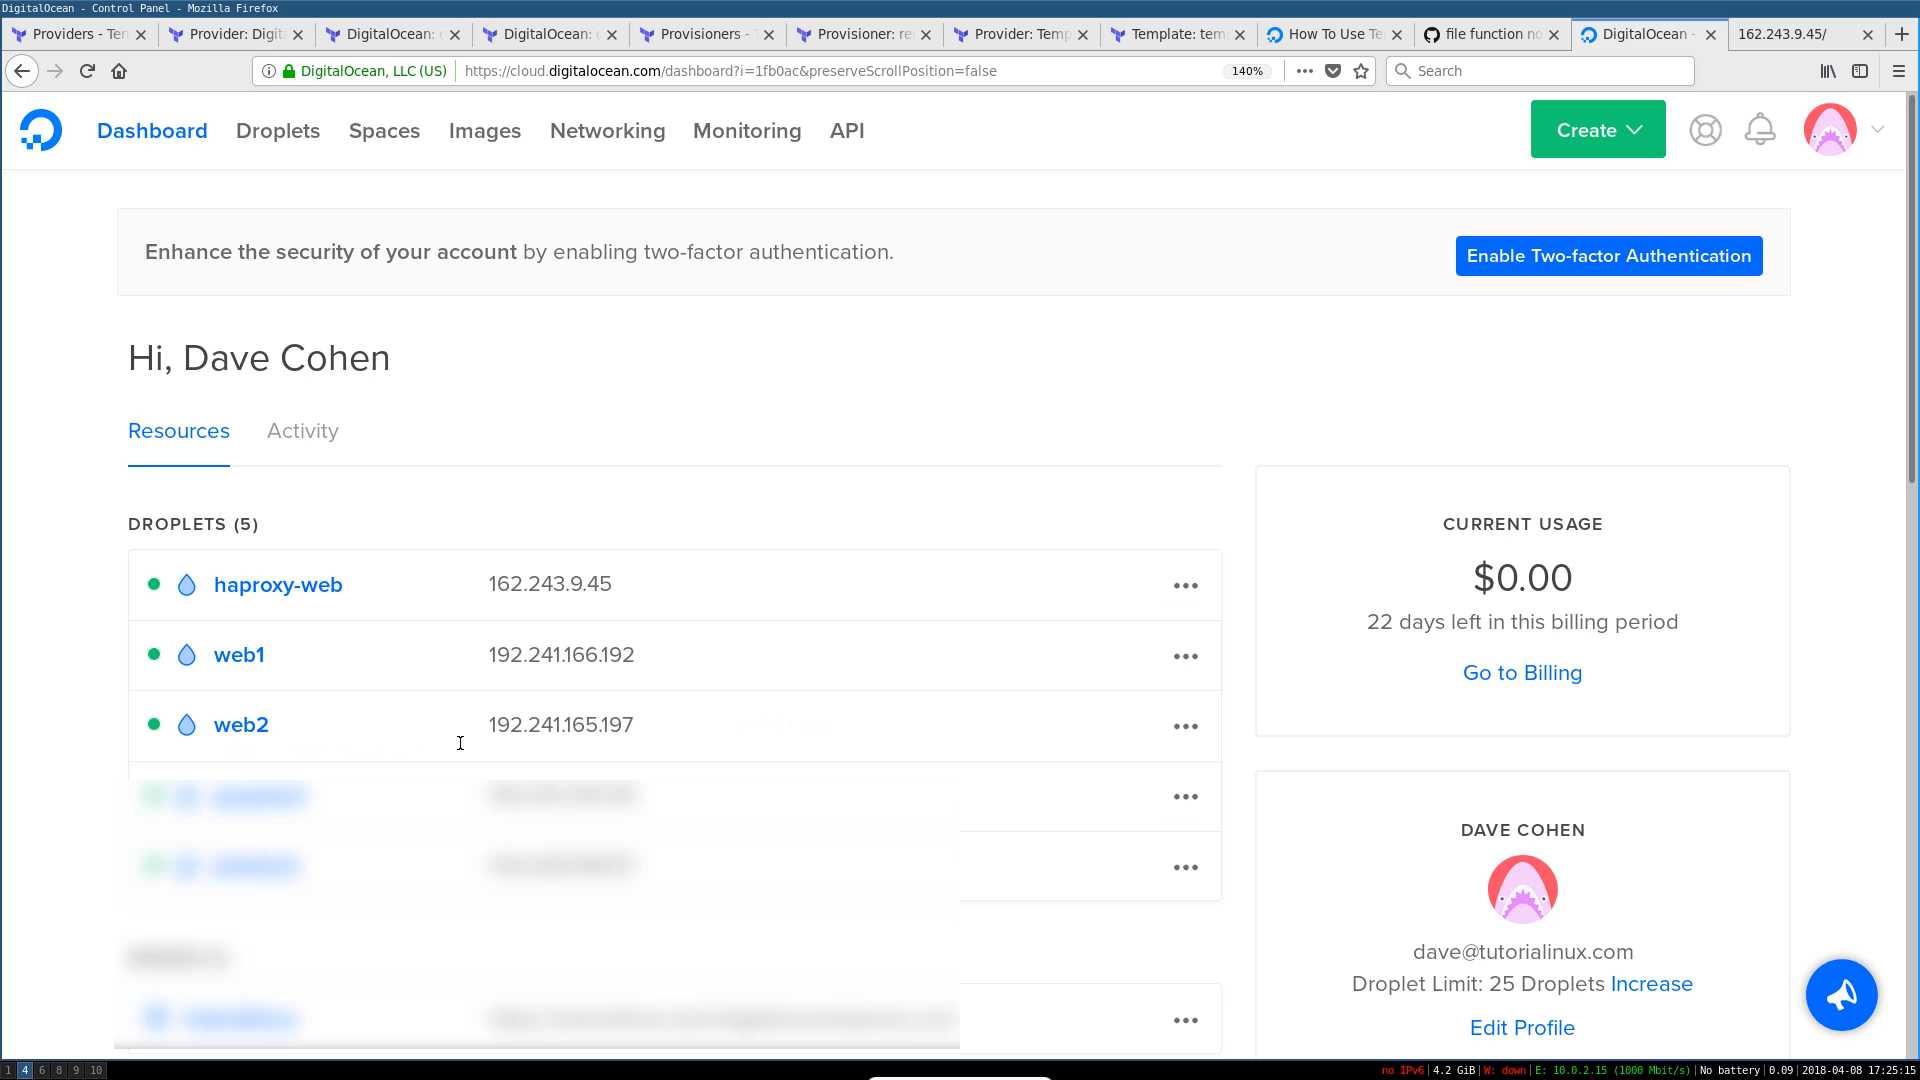 DigitalOcean - Control Panel - Mozilla Firefox
Providers - Ten
Provider: Digit
DigitalOcean: 
DigitalOcean: 
Provisioners -
Provisioner: re
Provider: Temp
Template: tem
How To Use Te
file function no
DigitalOcean -
162.243.9.45/
DigitalOcean, LLC (US)
https://cloud.digitalocean.com/dashboard?i=1fb0ac&preserveScrollPosition=false
140%
Search
Dashboard
Droplets
Spaces
Images
Networking
Monitoring
API
Create
Enhance the security of your account by enabling two-factor authentication.
Enable Two-factor Authentication
Hi, Dave Cohen
Resources
Activity
DROPLETS (5)
haproxy-web 162.243.9.45
web1 192.241.166.192
web2 192.241.165.197
CURRENT USAGE
$0.00
22 days left in this billing period
Go to Billing
DAVE COHEN
dave@tutorialinux.com
Droplet Limit: 25 Droplets Increase
Edit Profile
1 4 6 8 9 10
no IPv6 | 4.2 GiB | W: down | E: 10.0.2.15 (1000 Mbit/s) | No battery | 0.09 | 2018-04-08 17:25:15